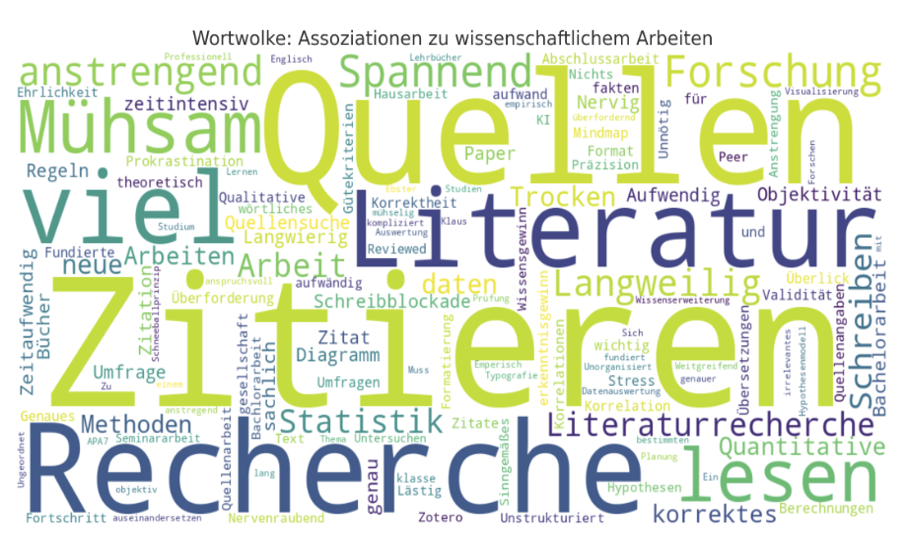 Wortwolke: Assoziationen zu wissenschaftlichem Arbeiten
Professionell
Englisch
Lehrbücher
Abschlussarbeit
anstrengend
Quellen
Spannend
Forschung
Nichts
Ehrlichkeit
zeitintensiv
Hausarbeit
aufwand
empirisch
fakten
für
Visualisierung
Mühsam
Gütekriterien
KI
Nervig
überfordernd
Mindmap
Unnötig
Anstrengung
Format
Präzision
Paper
Peer
Forschen
Prokrastination
Lernen
Regeln
theoretisch
viel
Qualitative
wörtliches
Studium
Quellensuche
Langwierig
Korrektheit
mühselig
Klaus
kompliziert
Auswertung
Reviewed
Studien
Literatur
Trocken
Aufwendig
Objektivität
und
Wissensgewinn
Fundierte
neue
Arbeiten
Arbeit
Zeitaufwendig
Bücher
Zitation
Schneeballprinzip
anspruchsvoll
aufwändig
Überforderung
Schreibblockade
daten
Prüfung
Langweilig
Wissenserweiterung
Überlick
Validität
Schreiben
mit
Bachelorarbeit
Zitieren
Umfrage
Zu
einem
gesellschaft
Bachlorarbeit
sachlich
Zitat
Diagramm
Umfragen
Muss
Formatierung
Emperisch
Typografie
erkenntnisgewinn
Korrelationen
Sich
wichtig
fundiert
Unorganisiert
Weitgreifend
Stress
genauer
Datenauswertung
Korrelation
Übersetzungen
irrelevantes
Hypothesenmodell
Quellenangaben
Genaues
Methoden
anstregend
Statistik
Zitate
Literaturrecherche
APA7
Seminararbeit
Quellenarbeit
Text
Thema
Untersuchen
Sinngemäßes
bestimmten
Quantitative
Ungeordnet
Recherche
objektiv
lang
genau
klasse
Lästig
Planung
Hypothesen
lesen
Ein
Berechnungen
Fortschritt
auseinandersetzen
Nervenraubend
Zotero
Unstrukturiert
korrektes